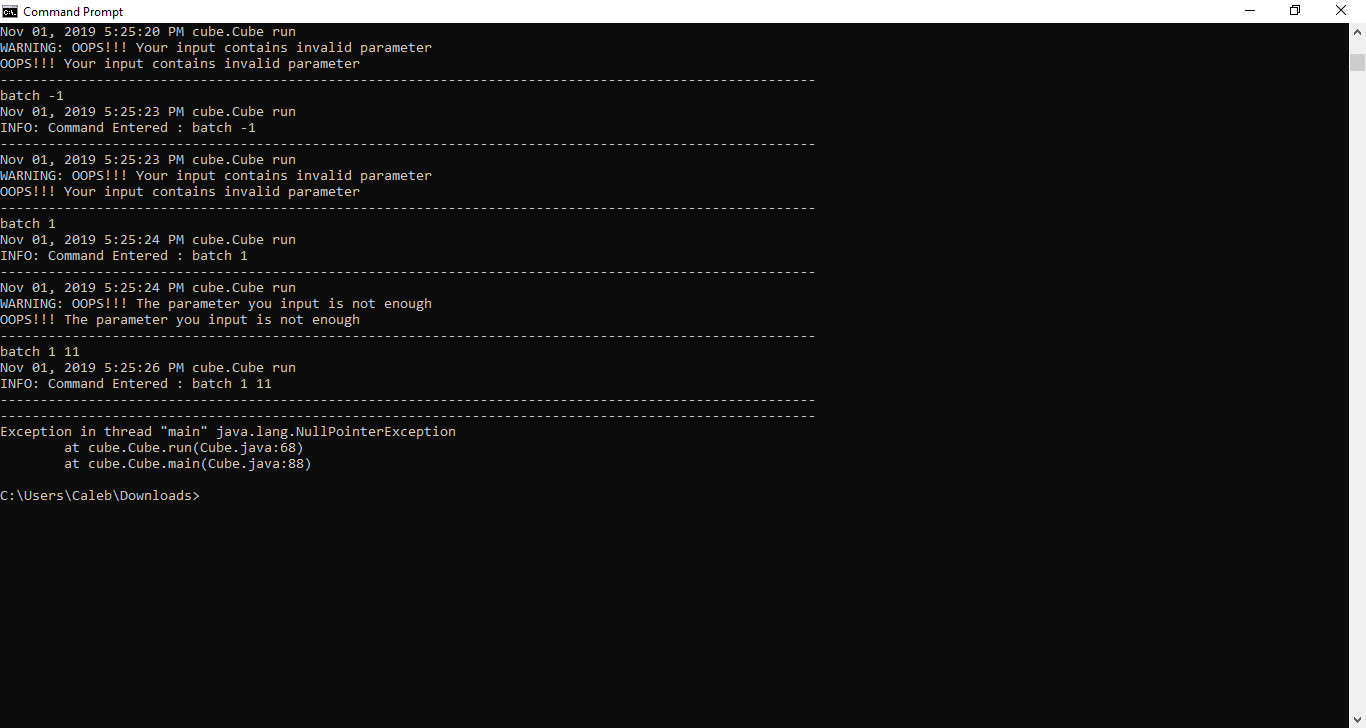 Command Prompt
Nov 01, 2019 5:25:20 PM cube.Cube run
WARNING: OOPS!!! Your input contains invalid parameter
OOPS!!! Your input contains invalid parameter
------------------------------------------------------------------------------------------------------
batch -1
Nov 01, 2019 5:25:23 PM cube.Cube run
INFO: Command Entered : batch -1
------------------------------------------------------------------------------------------------------
Nov 01, 2019 5:25:23 PM cube.Cube run
WARNING: OOPS!!! Your input contains invalid parameter
OOPS!!! Your input contains invalid parameter
------------------------------------------------------------------------------------------------------
batch 1
Nov 01, 2019 5:25:24 PM cube.Cube run
INFO: Command Entered : batch 1
------------------------------------------------------------------------------------------------------
Nov 01, 2019 5:25:24 PM cube.Cube run
WARNING: OOPS!!! The parameter you input is not enough
OOPS!!! The parameter you input is not enough
------------------------------------------------------------------------------------------------------
batch 1 11
Nov 01, 2019 5:25:26 PM cube.Cube run
INFO: Command Entered : batch 1 11
------------------------------------------------------------------------------------------------------
------------------------------------------------------------------------------------------------------
Exception in thread "main" java.lang.NullPointerException
        at cube.Cube.run(Cube.java:68)
        at cube.Cube.main(Cube.java:88)
C:\Users\Caleb\Downloads>